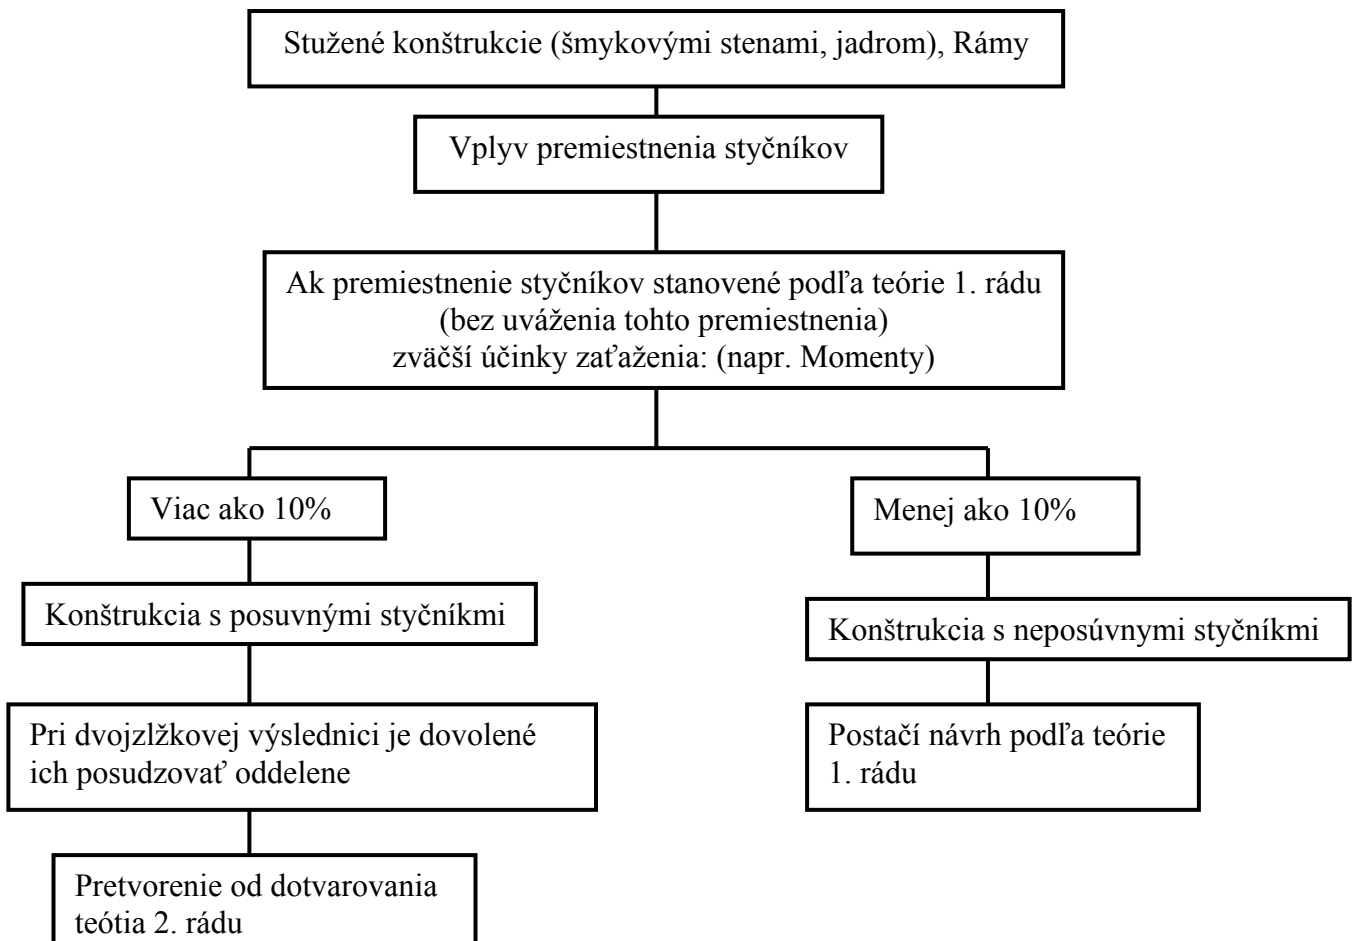 Stužené konštrukcie (šmykovými stenami, jadrom), Rámy
Vplyv premiestnenia styčníkov
Ak premiestnenie styčníkov stanovené podľa teórie 1. rádu
(bez uváženia tohto premiestnenia)
zväčší účinky zaťaženia: (napr. Momenty)
Viac ako 10%
Menej ako 10%
Konštrukcia s posuvnými styčníkmi
Konštrukcia s neposúvnymi styčníkmi
Pri dvojzlžkovej výslednici je dovolené
ich posudzovať oddelene
Postačí návrh podľa teórie
1. rádu
Pretvorenie od dotvarovania
teótia 2. rádu